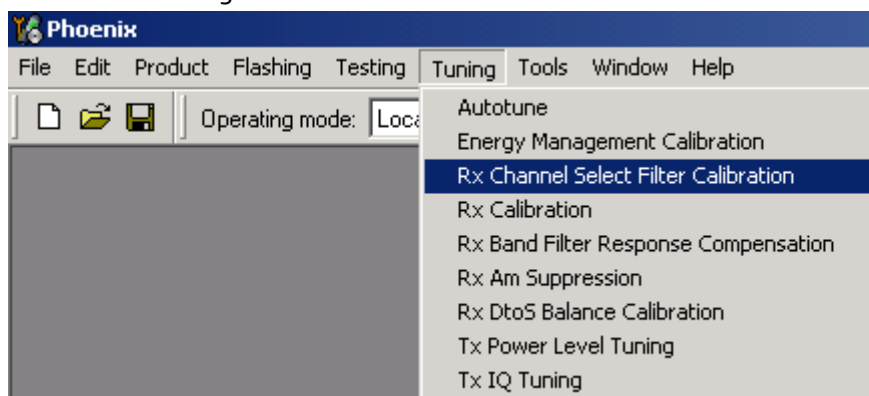 Phoenix
File Edit Product Flashing Testing Tuning Tools Window Help
Operating mode: Loca
Autotune
Energy Management Calibration
Rx Channel Select Filter Calibration
Rx Calibration
Rx Band Filter Response Compensation
Rx Am Suppression
Rx DtoS Balance Calibration
Tx Power Level Tuning
Tx IQ Tuning